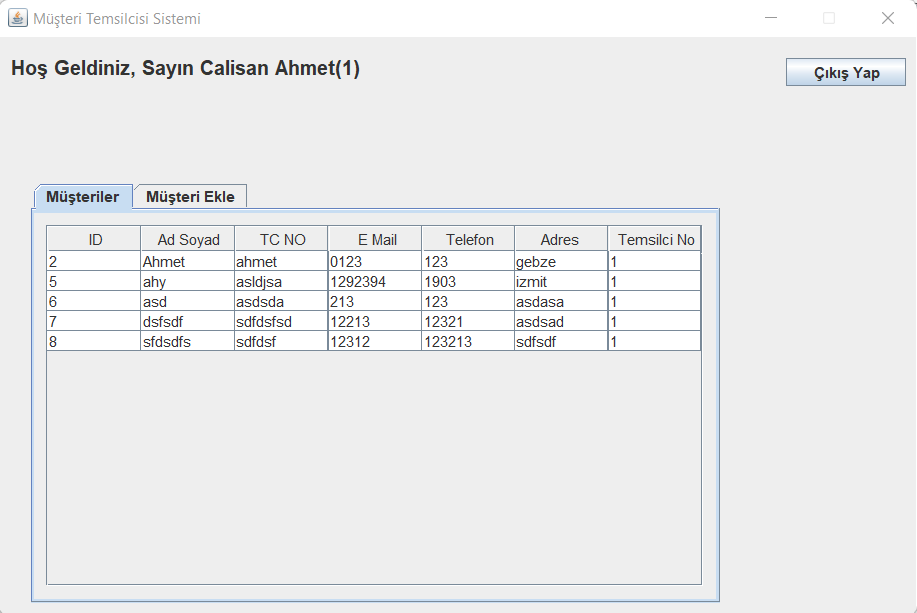 Müşteri Temsilcisi Sistemi
Hoş Geldiniz, Sayın Calisan Ahmet(1)
Çıkış Yap
Müşteriler Müşteri Ekle
ID Ad Soyad TC NO E Mail Telefon Adres Temsilci No
2 Ahmet ahmet 0123 123 gebze 1
5 ahy asldjsa 1292394 1903 izmit 1
6 asd asdsda 213 123 asdasa 1
7 dsfsdf sdfdsfsd 12213 12321 asdsad 1
8 sfdsdfs sdfdsf 12312 123213 sdfsdf 1